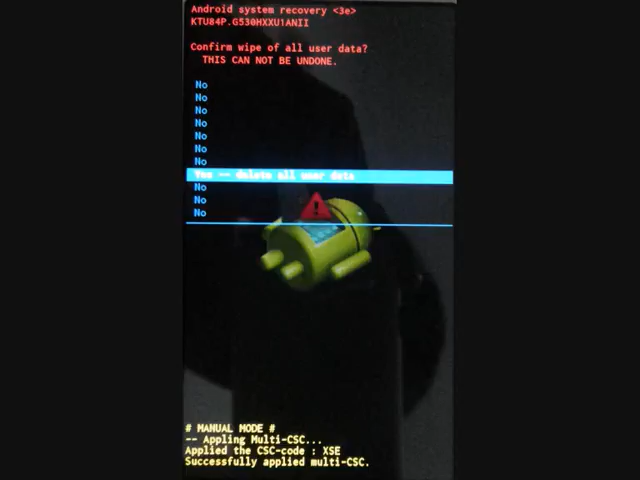 Android system recovery <3e>
KTU84P.G530HXXU1ANII
Confirm wipe of all user data?
THIS CAN NOT BE UNDONE.
No
No
No
No
No
No
No
Yes -- delete all user data
No
No
No
# MANUAL MODE #
-- Appling Multi-CSC...
Applied the CSC-code : XSE
Successfully applied multi-CSC.